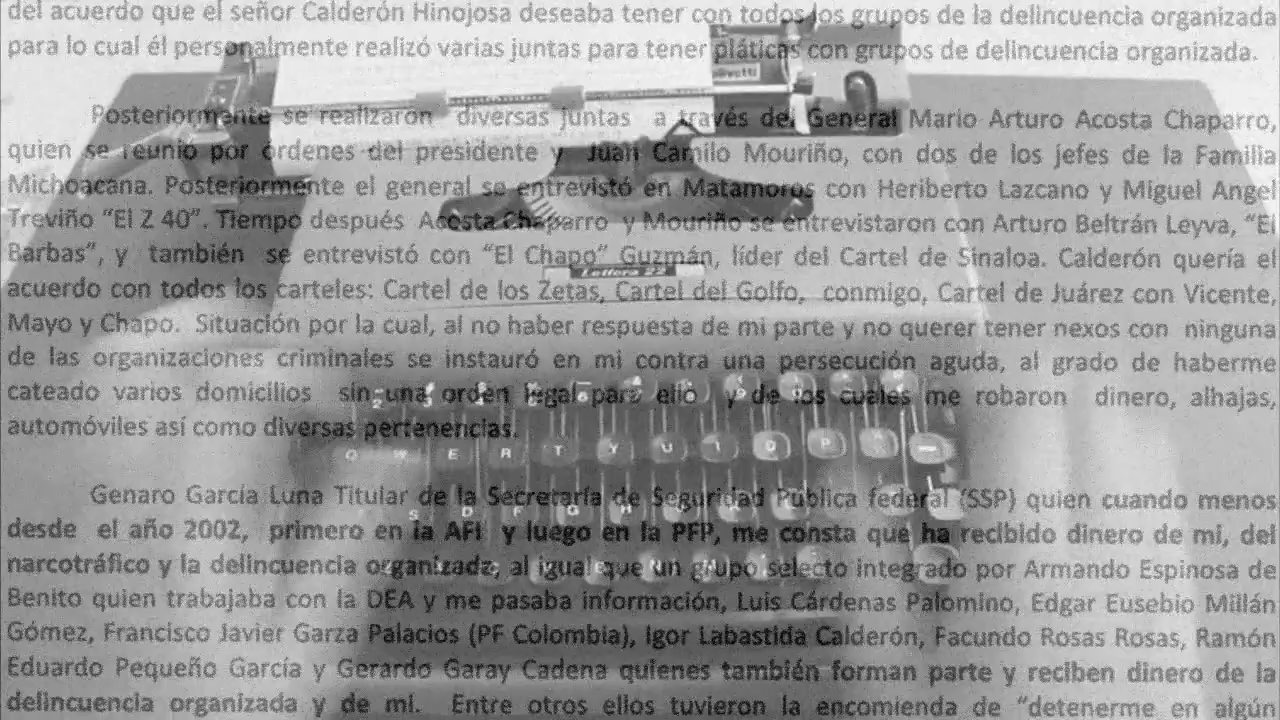 del acuerdo que el señor Calderón Hinojosa deseaba tener con todos los grupos de la delincuencia organizada
para lo cual él personalmente realizó varias juntas para tener pláticas con grupos de delincuencia organizada.
Posteriormente se realizaron diversas juntas a través del General Mario Arturo Acosta Chaparro,
quien se reunió por órdenes del presidente y Juan Camilo Mouriño, con dos de los jefes de la Familia
Michoacana. Posteriormente el general se entrevistó en Matamoros con Heriberto Lazcano y Miguel Angel
Treviño “El Z 40”. Tiempo después Acosta Chaparro y Mouriño se entrevistaron con Arturo Beltrán Leyva, “El
Barbas”, y también se entrevistó con “El Chapo” Guzmán, líder del Cartel de Sinaloa. Calderón quería el
Lettera 22
acuerdo con todos los carteles: Cartel de los Zetas, Cartel del Golfo, conmigo, Cartel de Juárez con Vicente,
Mayo y Chapo. Situación por la cual, al no haber respuesta de mi parte y no querer tener nexos con ninguna
de las organizaciones criminales se instauró en mi contra una persecución aguda, al grado de haberme
cateado varios domicilios sin una orden legal para ello y de los cuales me robaron dinero, alhajas,
automóviles así como diversas pertenencias.
Q W E R T Y U I O P
Genaro García Luna Titular de la Secretaría de Seguridad Pública federal (SSP) quien cuando menos
desde el año 2002, primero en la AFI y luego en la PFP, me consta que ha recibido dinero de mi, del
narcotráfico y la delincuencia organizada, al igual que un grupo selecto integrado por Armando Espinosa de
Benito quien trabajaba con la DEA y me pasaba información, Luis Cárdenas Palomino, Edgar Eusebio Millán
Gómez, Francisco Javier Garza Palacios (PF Colombia), Igor Labastida Calderón, Facundo Rosas Rosas, Ramón
Eduardo Pequeño García y Gerardo Garay Cadena quienes también forman parte y reciben dinero de la
delincuencia organizada y de mi. Entre otros ellos tuvieron la encomienda de “detenerme en algún